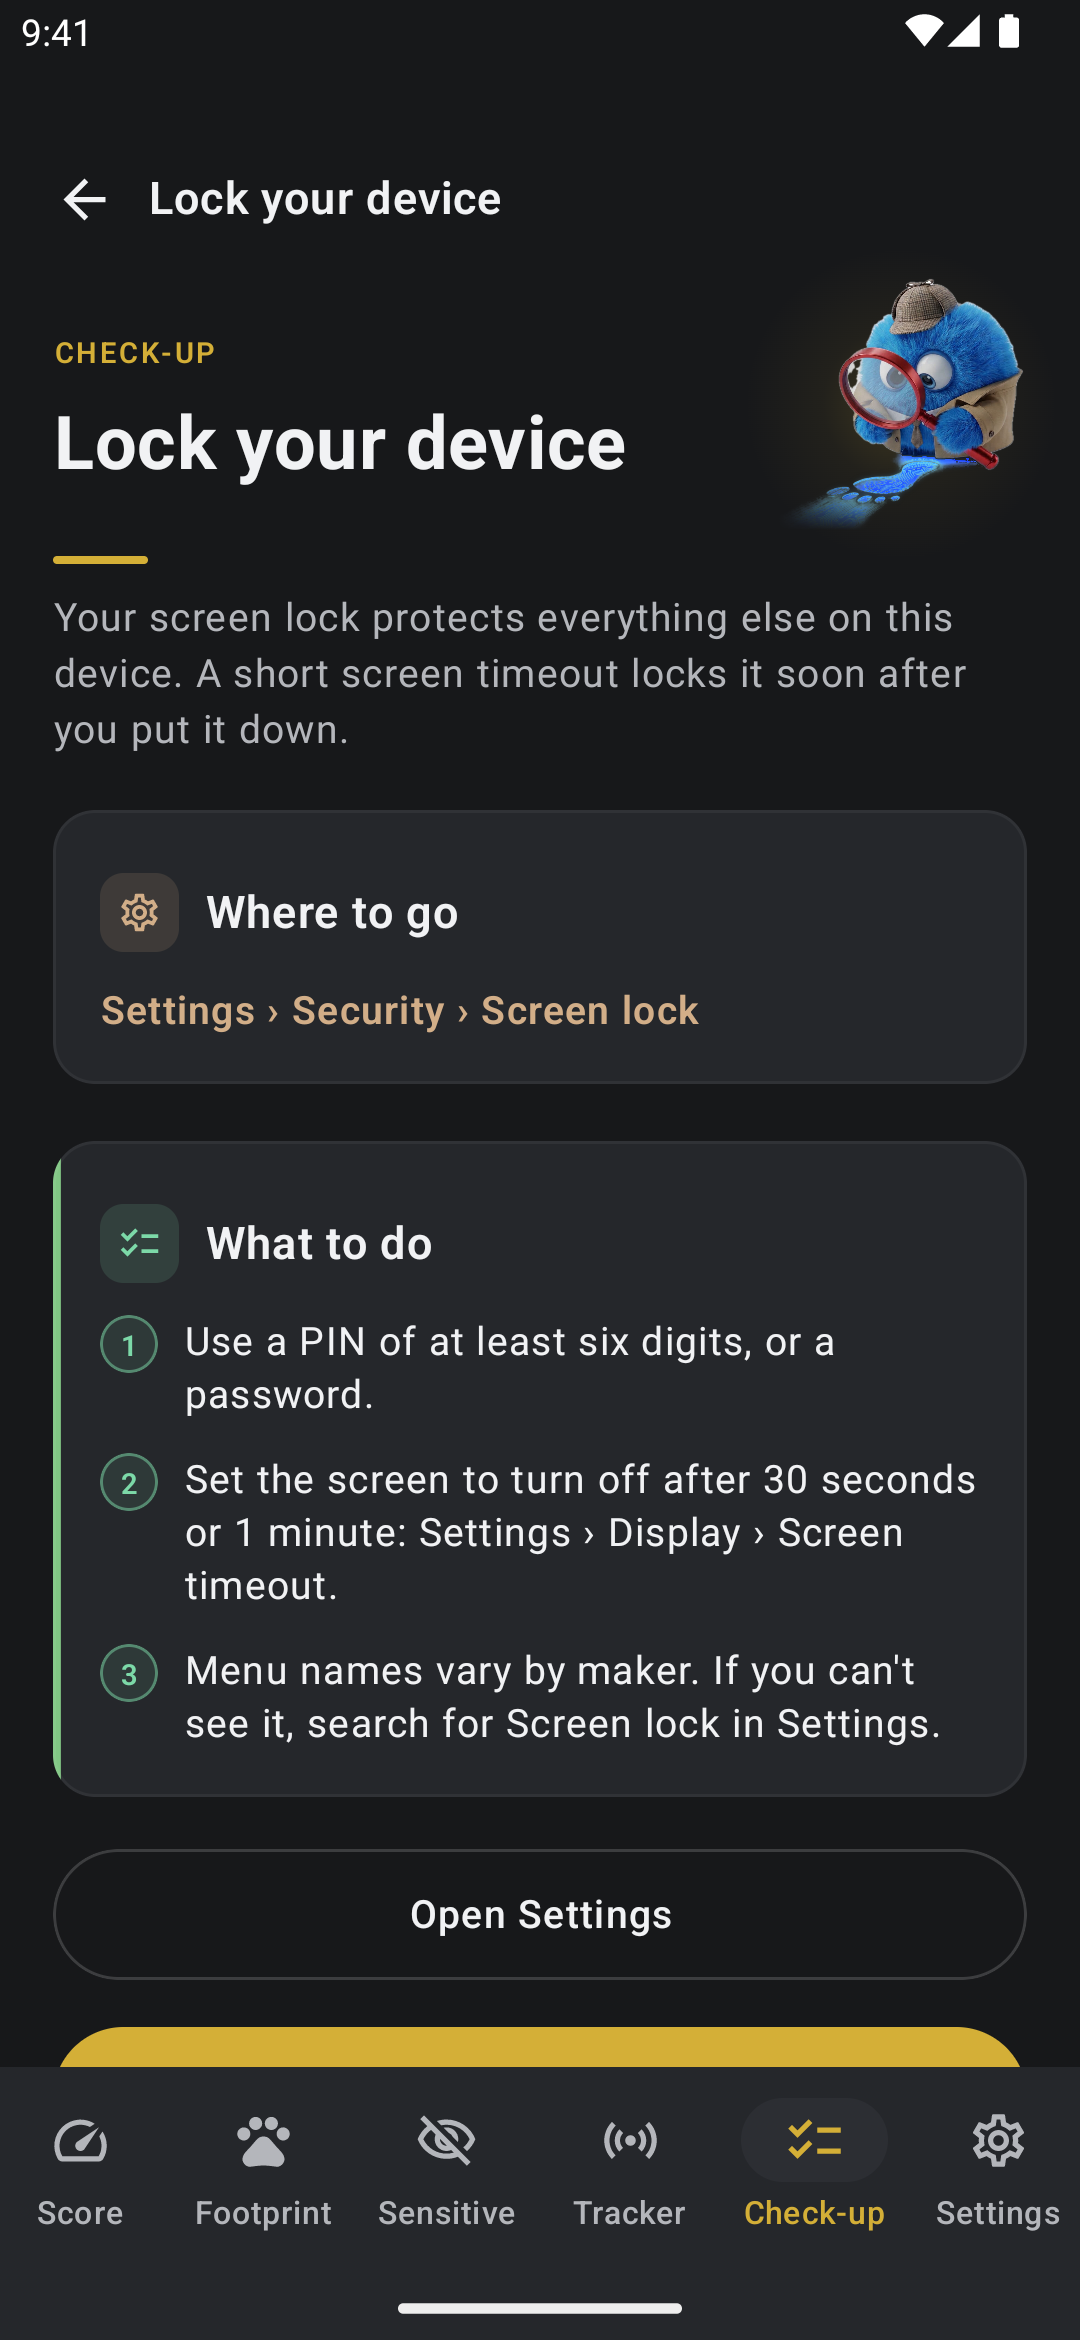 9:41
Lock your device
CHECK-UP
Lock your device
Your screen lock protects everything else on this
device. A short screen timeout locks it soon after
you put it down.
Where to go
Settings › Security › Screen lock
What to do
1 Use a PIN of at least six digits, or a
password.
2 Set the screen to turn off after 30 seconds
or 1 minute: Settings › Display › Screen
timeout.
3 Menu names vary by maker. If you can't
see it, search for Screen lock in Settings.
Open Settings
Score Footprint Sensitive Tracker Check-up Settings